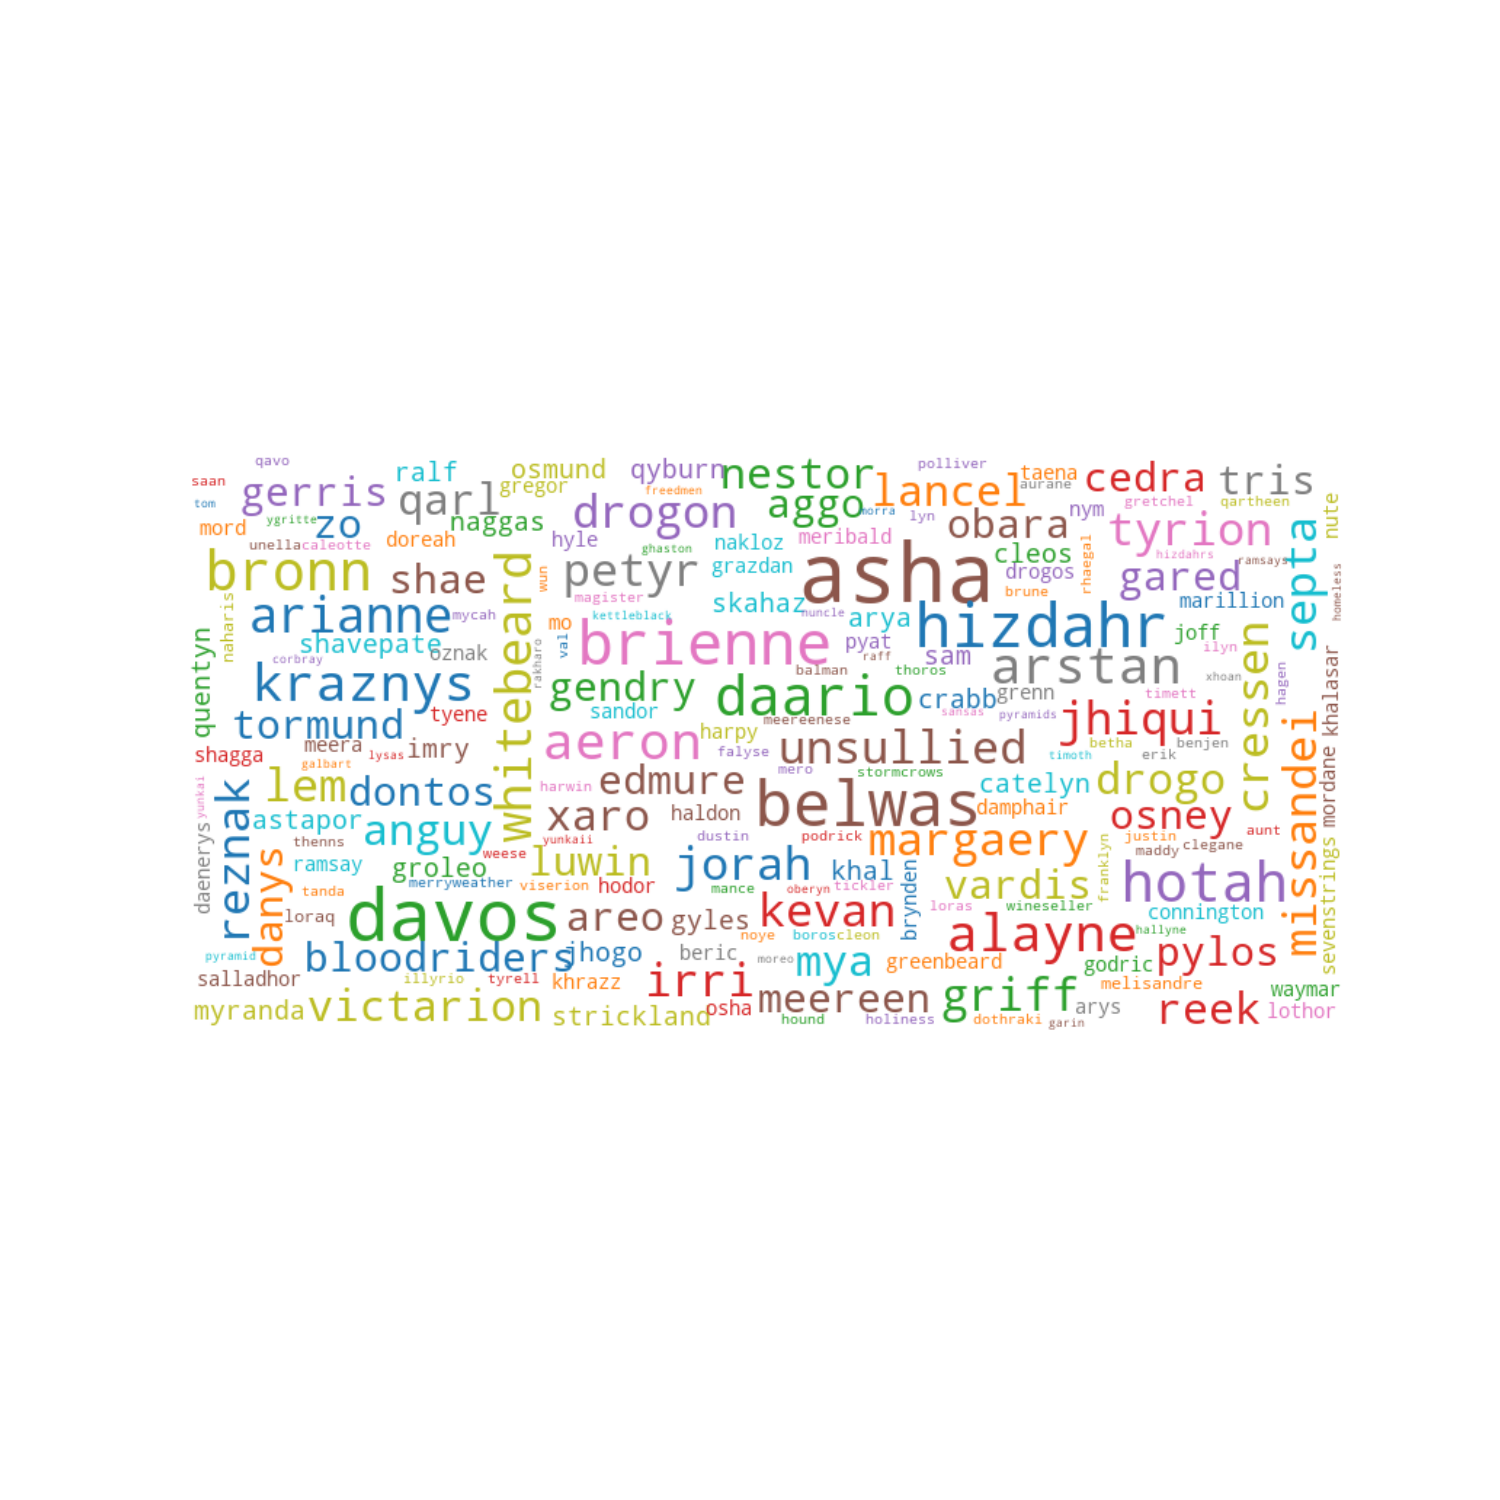 qavo
saan
ralf
osmund
qyburn
nestor
polliver
taena
cedra
tris
tom
gerris
qarl
gregor
freedmen
drogon
aggo
lancel
aurane
gretchel
qartheen
nute
mord
ygritte
zo
naggas
morra
lyn
obara
nym
tyrion
septa
unella
caleotte
doreah
hyle
ghaston
nakloz
meribald
asha
cleos
rhaegal
hizdahrs
ramsays
bronn
shae
whitebeard
wun
petyr
grazdan
drogos
gared
homeless
naharis
arianne
mycah
magister
kettleblack
skahaz
nuncle
arya
hizdahr
brune
marillion
quentyn
shavepate
oznak
mo
val
brienne
pyat
sam
joff
ilyn
cressen
corbray
rakharo
raff
balman
thoros
arstan
xhoan
hagen
khalasar
kraznys
gendry
daario
crabb
grenn
timett
tormund
tyene
sandor
harpy
meereenese
sansas
pyramids
jhiqui
missandei
shagga
meera
lysas
imry
aeron
falyse
unsullied
betha
benjen
timoth
erik
galbart
mero
stormcrows
yunkai
reznak
lem
dontos
harwin
edmure
belwas
catelyn
drogo
mordane
astapor
anguy
xaro
haldon
damphair
osney
aunt
daenerys
thenns
yunkaii
dustin
podrick
margaery
justin
clegane
maddy
danys
ramsay
groleo
weese
luwin
jorah
khal
brynden
franklyn
sevenstrings
tanda
merryweather
viserion
hodor
mance
oberyn
tickler
vardis
hotah
loraq
davos
areo
gyles
kevan
loras
wineseller
connington
noye
boros
cleon
alayne
hallyne
pyramid
bloodriders
jhogo
beric
moreo
mya
greenbeard
godric
pylos
salladhor
illyrio
tyrell
khrazz
irri
melisandre
waymar
myranda
victarion
strickland
osha
meereen
griff
arys
reek
lothor
hound
holiness
dothraki
garin